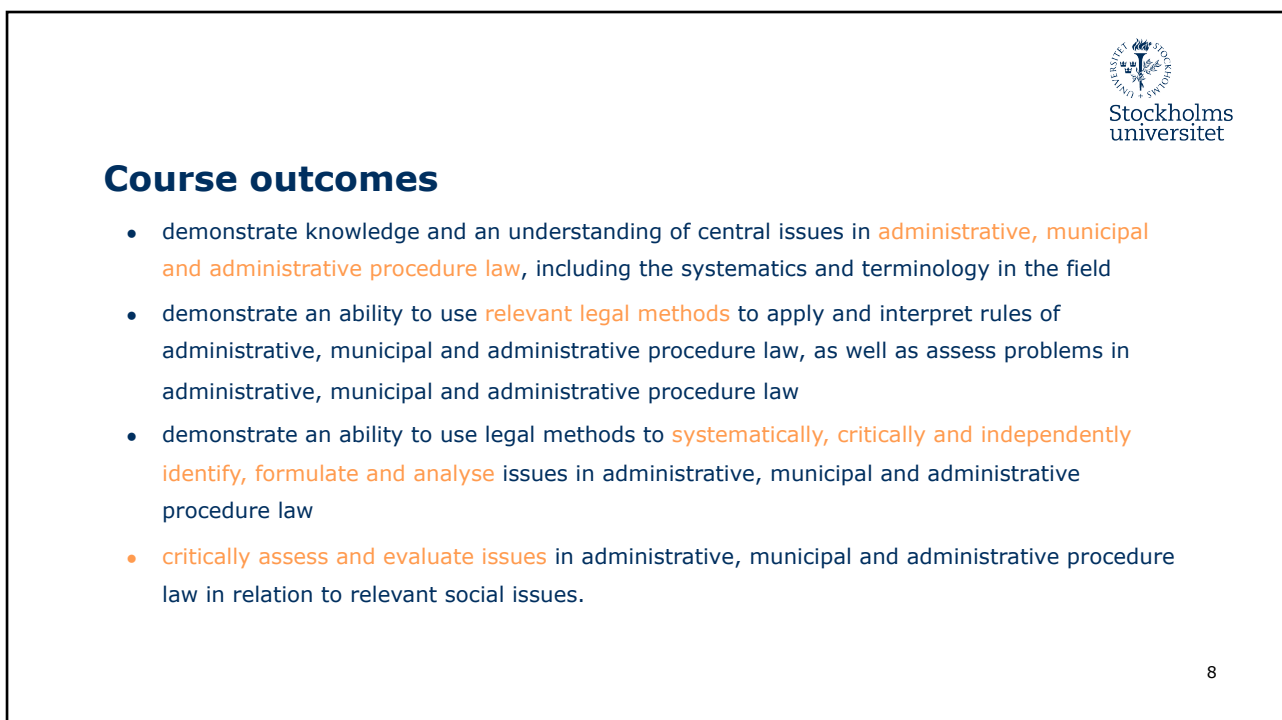 STOCKHOLMS UNIVERSITET
Stockholms
universitet
Course outcomes
• demonstrate knowledge and an understanding of central issues in administrative, municipal
and administrative procedure law, including the systematics and terminology in the field
• demonstrate an ability to use relevant legal methods to apply and interpret rules of
administrative, municipal and administrative procedure law, as well as assess problems in
administrative, municipal and administrative procedure law
• demonstrate an ability to use legal methods to systematically, critically and independently
identify, formulate and analyse issues in administrative, municipal and administrative
procedure law
• critically assess and evaluate issues in administrative, municipal and administrative procedure
law in relation to relevant social issues.
8